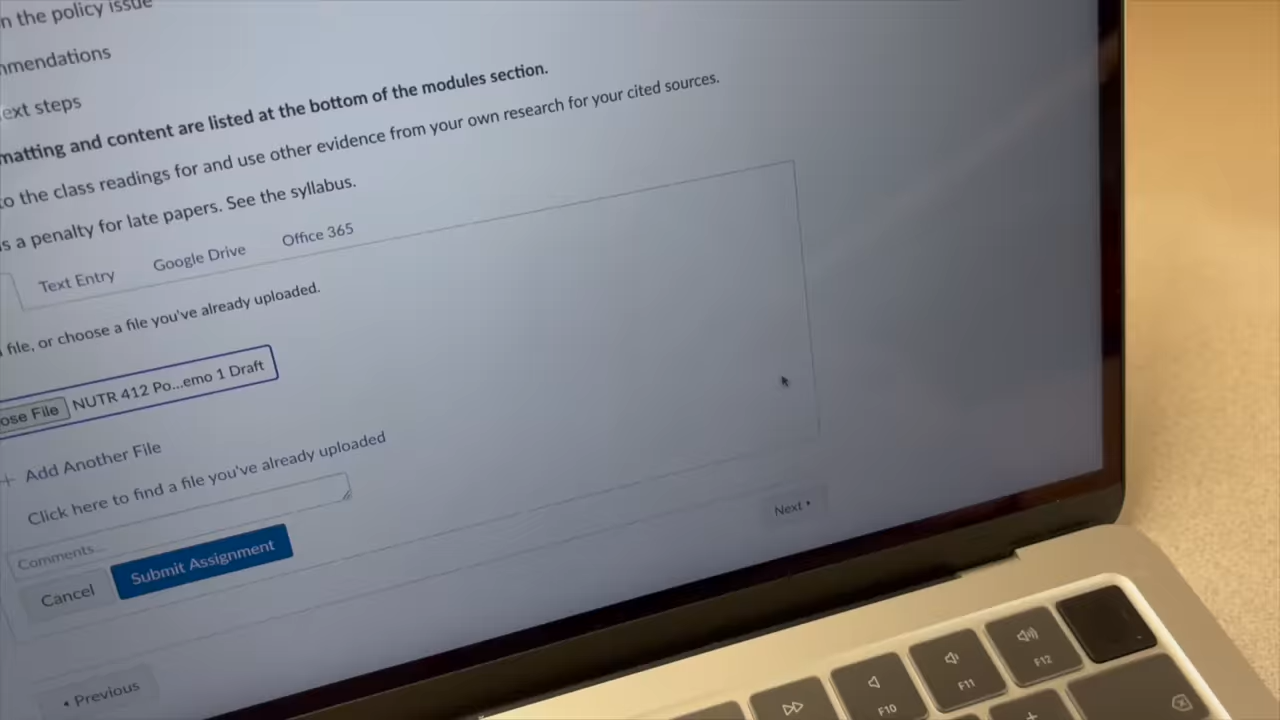 n the policy issue
mmendations
ext steps
matting and content are listed at the bottom of the modules section.
to the class readings for and use other evidence from your own research for your cited sources.
s a penalty for late papers. See the syllabus.
Text Entry
Google Drive
Office 365
file, or choose a file you've already uploaded.
ose File NUTR 412 Po...emo 1 Draft
+ Add Another File
Click here to find a file you've already uploaded
Comments...
Cancel
Submit Assignment
Next
Previous
F10
F11
F12